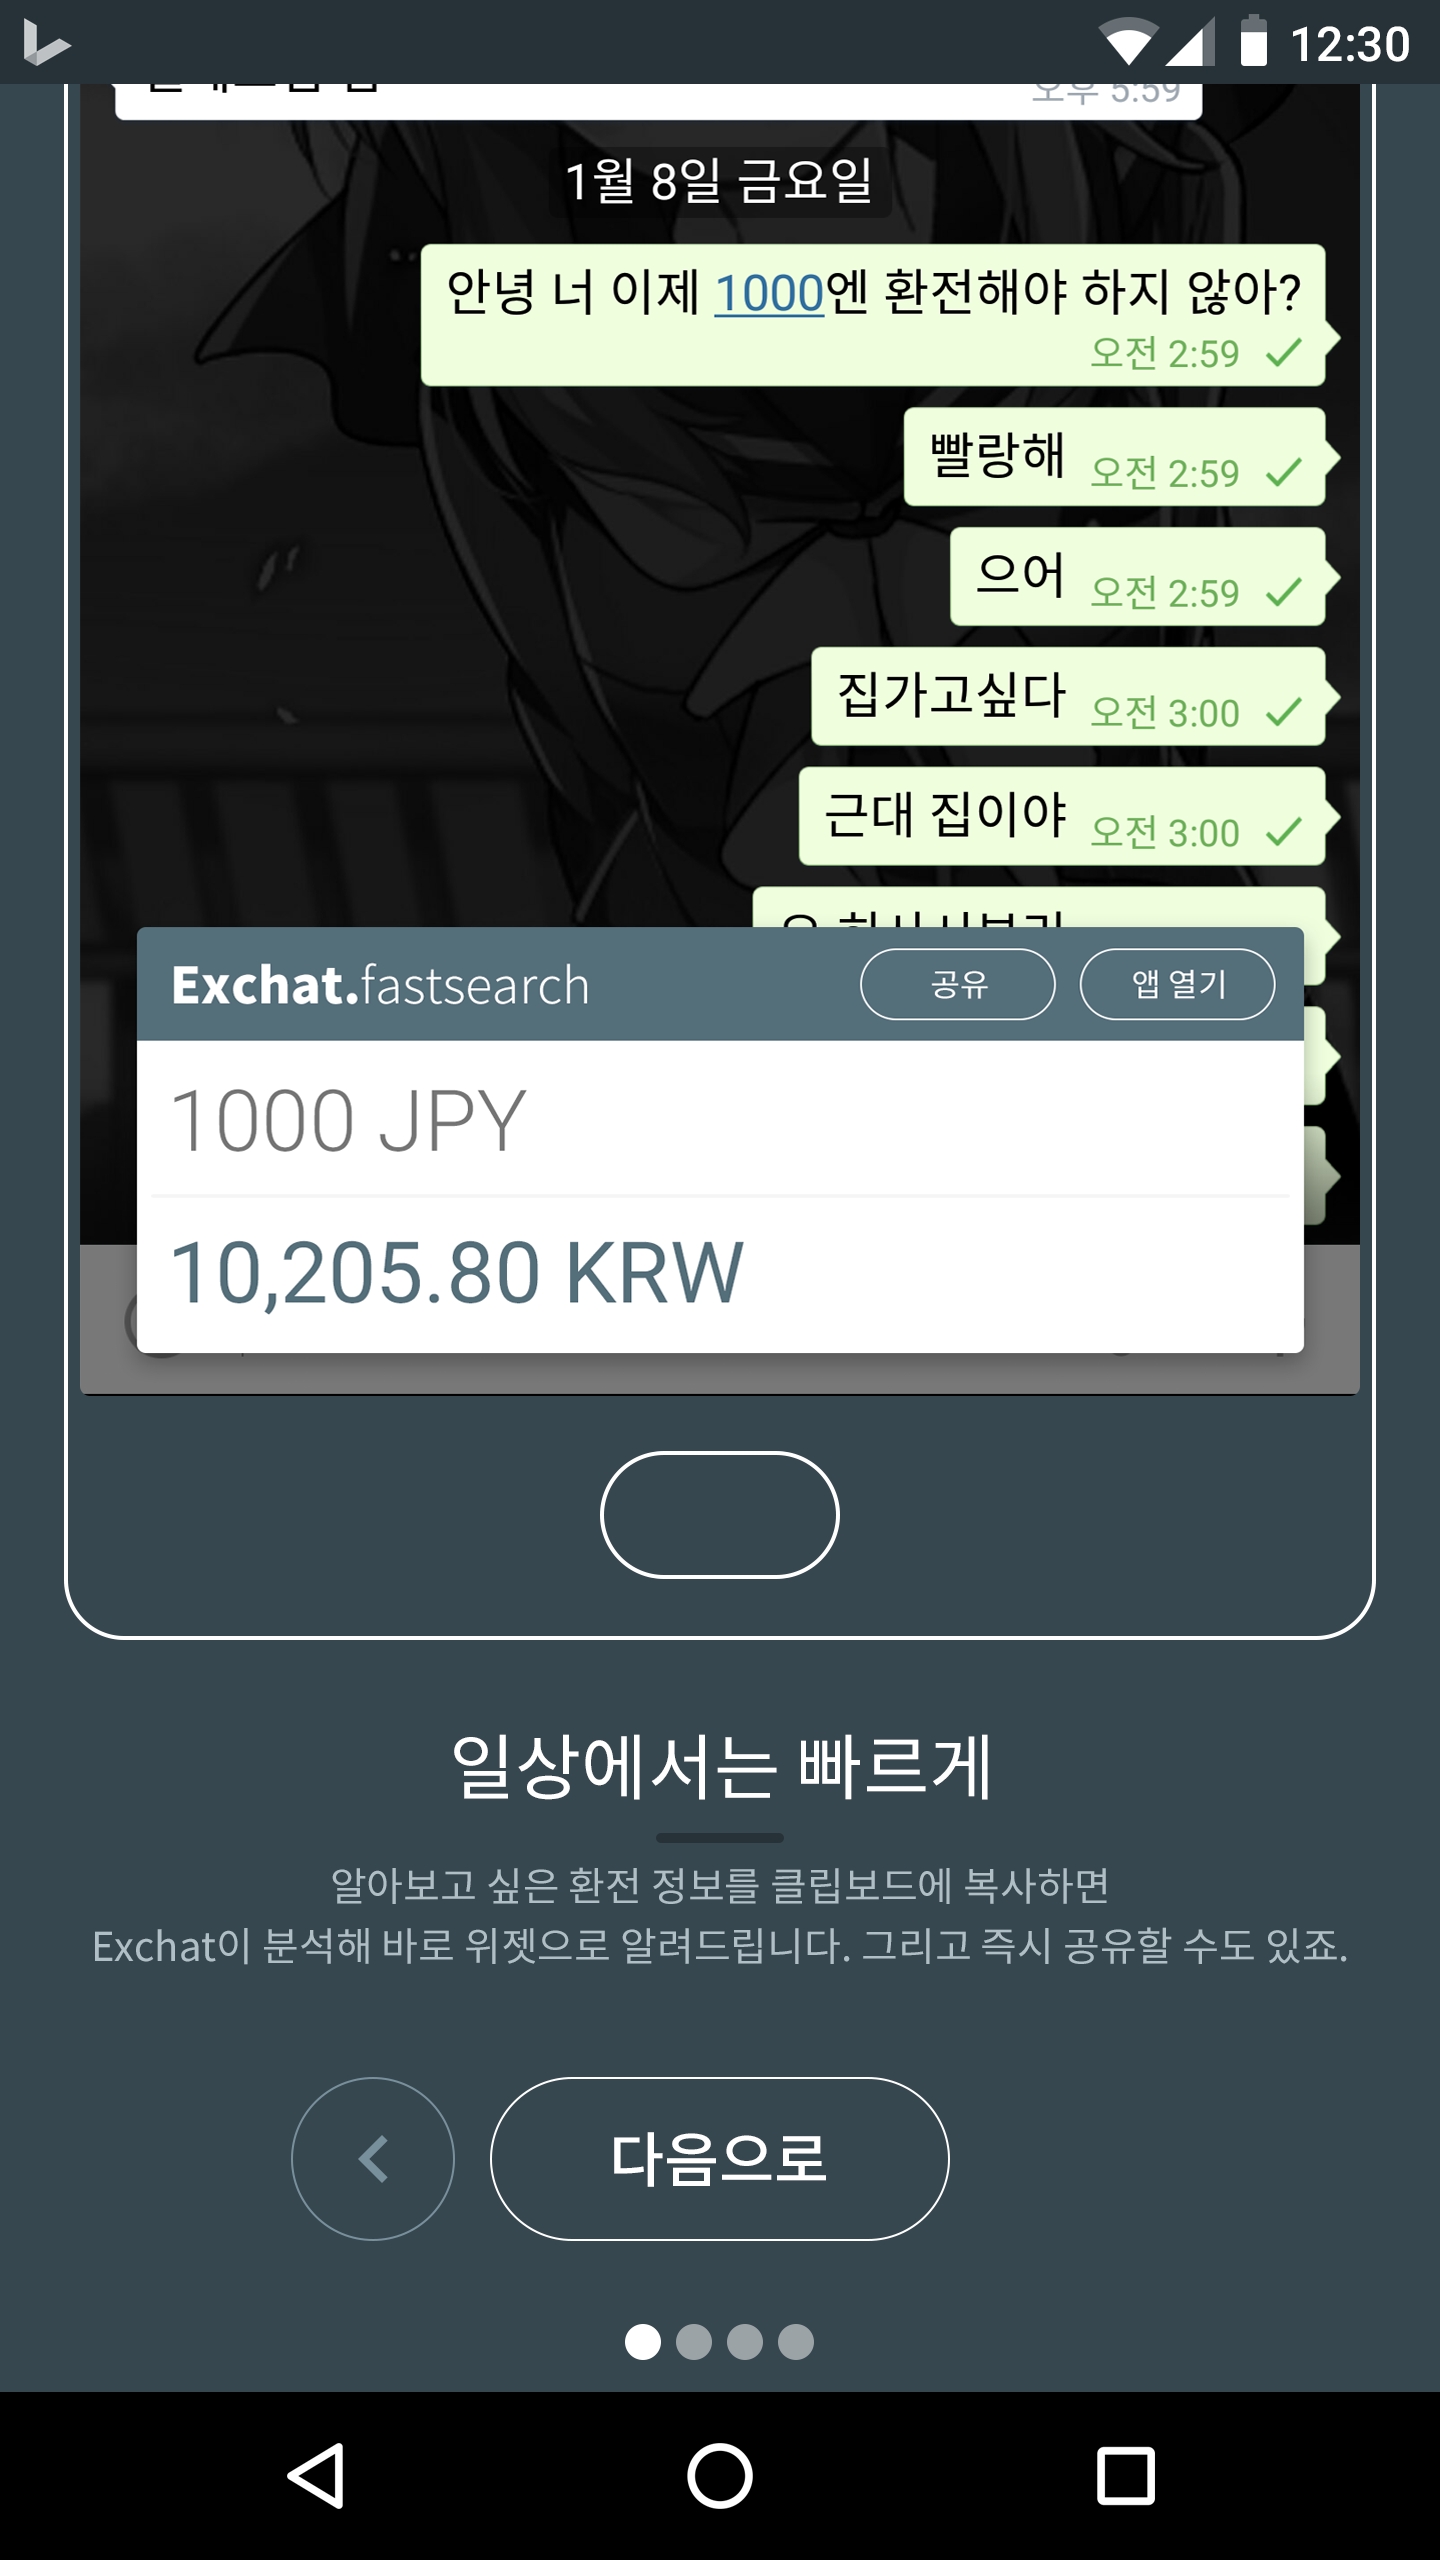 12:30
오후 5:59
1월 8일 금요일
안녕 너 이제 1000엔 환전해야 하지 않아?
오전 2:59
빨랑해 오전 2:59
으어 오전 2:59
집가고싶다 오전 3:00
근대 집이야 오전 3:00
Exchat.fastsearch 공유 앱 열기
1000 JPY
10,205.80 KRW
일상에서는 빠르게
알아보고 싶은 환전 정보를 클립보드에 복사하면
Exchat이 분석해 바로 위젯으로 알려드립니다. 그리고 즉시 공유할 수도 있죠.
다음으로